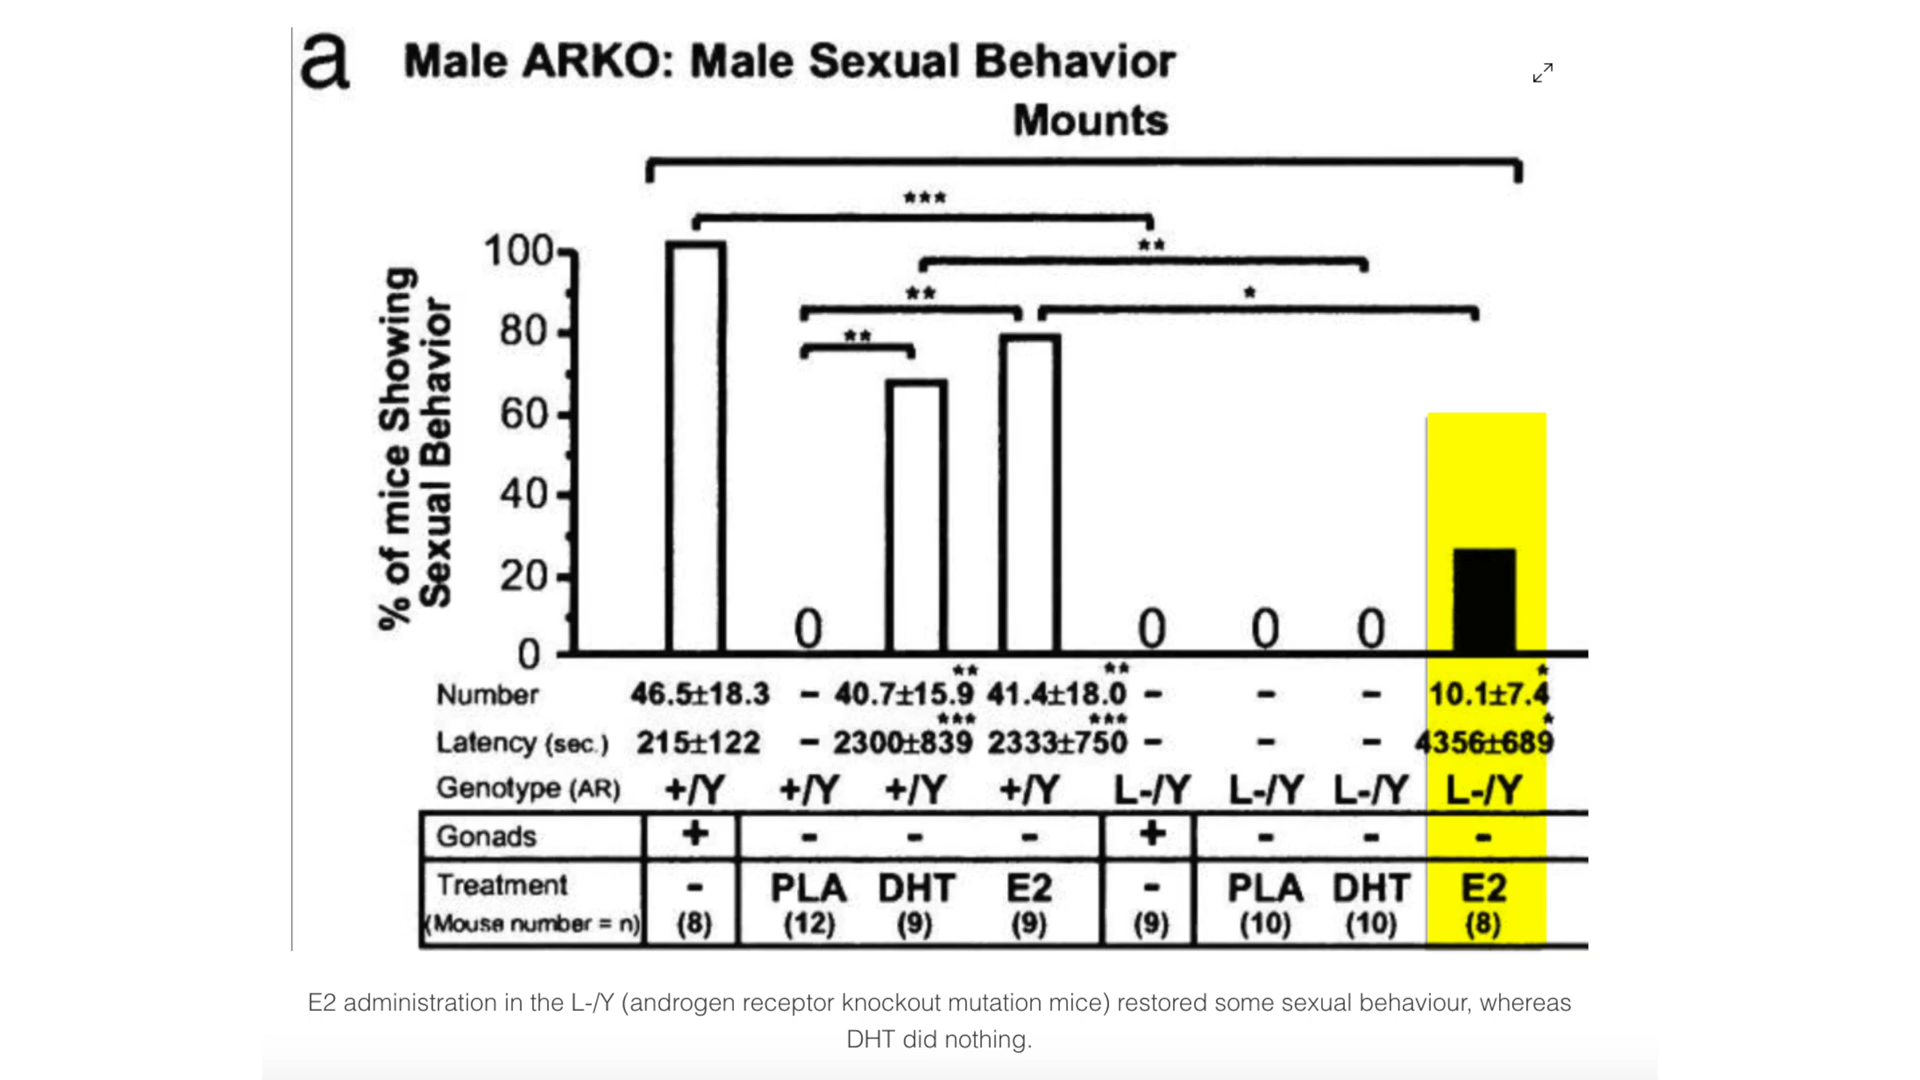 a Male ARKO: Male Sexual Behavior
Mounts
***
**
** *
**
% of mice Showing
Sexual Behavior
100
80
60
40
20
0
0 0 0 0
** ** *
Number 46.5±18.3 – 40.7±15.9 41.4±18.0 – – – 10.1±7.4
*** *** *
Latency (sec.) 215±122 – 2300±839 2333±750 – – – 4356±689
Genotype (AR) +/Y +/Y +/Y +/Y L-/Y L-/Y L-/Y L-/Y
Gonads + - - - + - - -
Treatment - PLA DHT E2 - PLA DHT E2
(Mouse number = n) (8) (12) (9) (9) (9) (10) (10) (8)
E2 administration in the L-/Y (androgen receptor knockout mutation mice) restored some sexual behaviour, whereas
DHT did nothing.